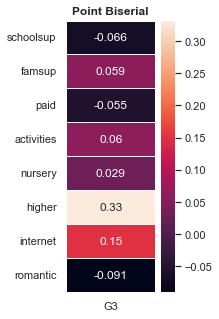 Point Biserial
schoolsup -0.066
famsup 0.059
paid -0.055
activities 0.06
nursery 0.029
higher 0.33
internet 0.15
romantic -0.091
G3
0.30
0.25
0.20
0.15
0.10
0.05
0.00
−0.05